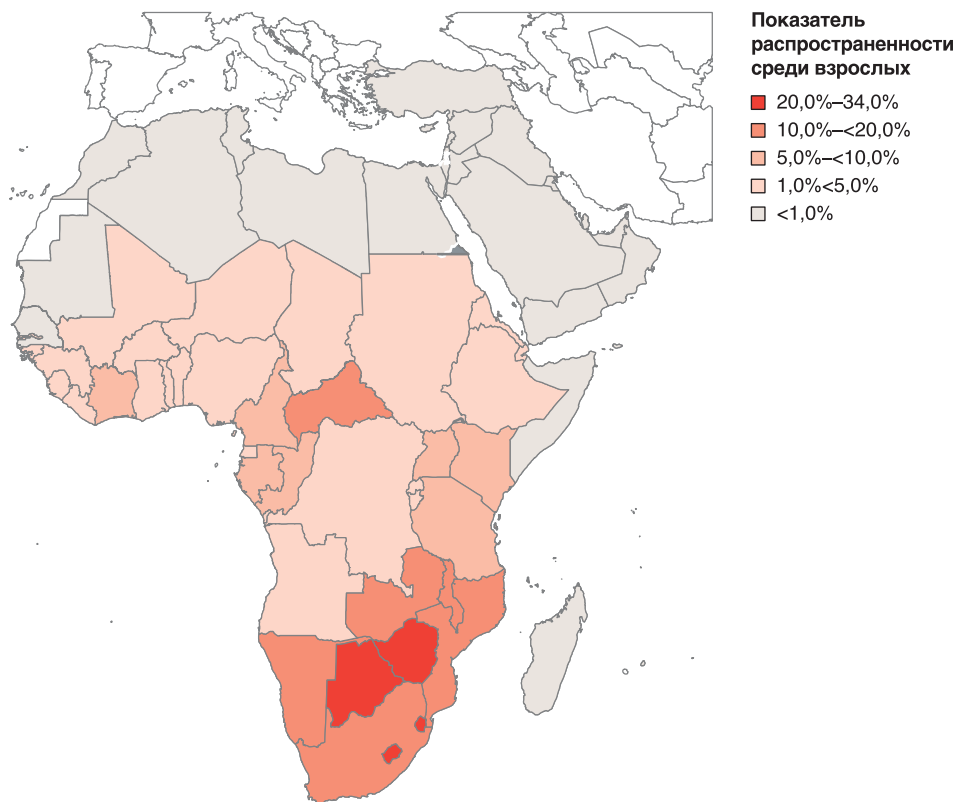 Показатель
распространенности
среди взрослых
20,0%–34,0%
10,0%–<20,0%
5,0%–<10,0%
1,0%<5,0%
<1,0%